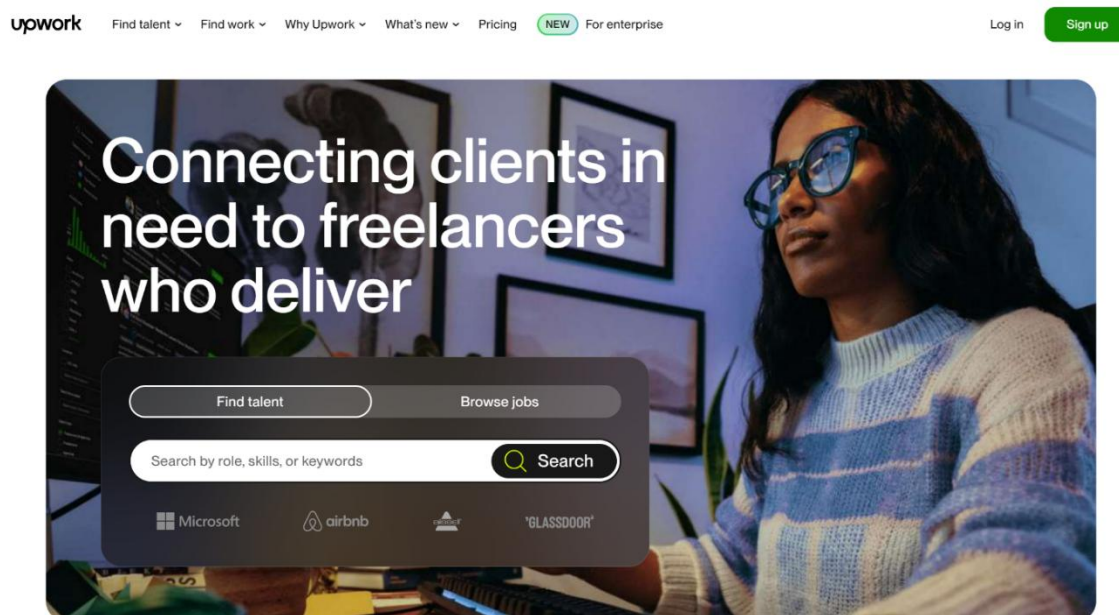 upwork
Find talent
Find work
Why Upwork
What's new
Pricing
NEW
For enterprise
Log in
Sign up
Connecting clients in
need to freelancers
who deliver
Find talent
Browse jobs
Search by role, skills, or keywords
Search
Microsoft
airbnb
GLASSDOOR